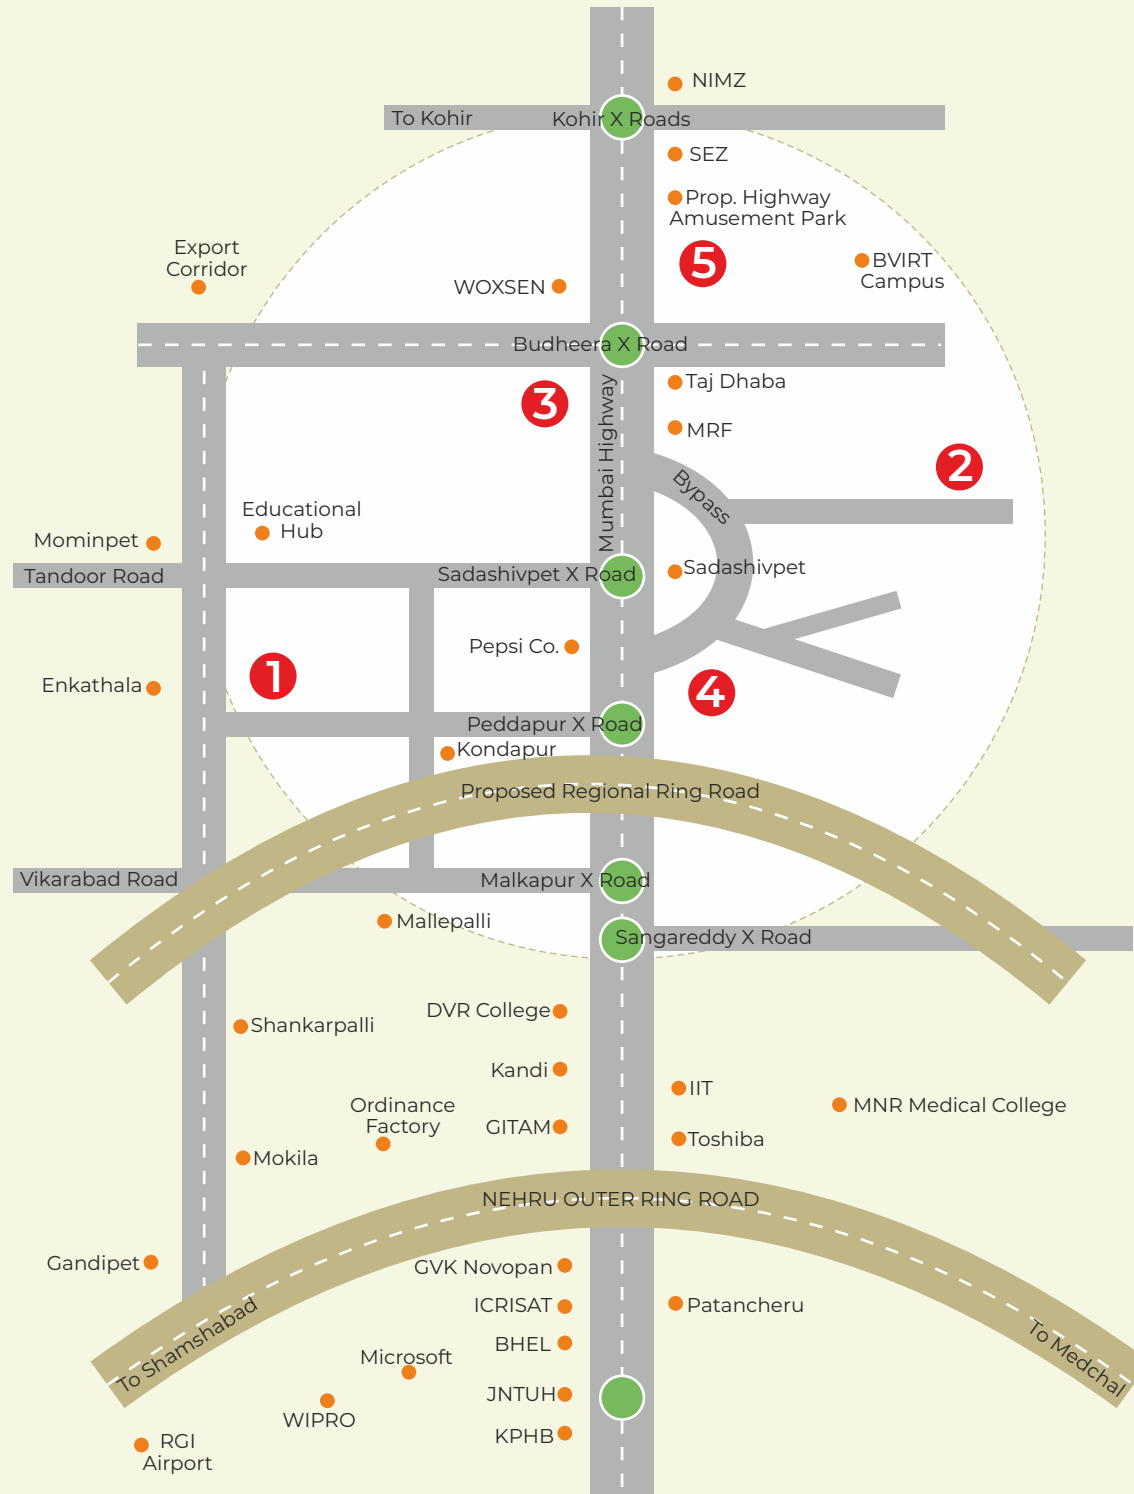 NIMZ
To Kohir
Kohir X Roads
SEZ
Prop. Highway
Amusement Park
5
Export
Corridor
BVIRT
Campus
WOXSEN
Budheera X Road
Taj Dhaba
3
Mumbai Highway
MRF
2
Bypass
Educational
Hub
Mominpet
Tandoor Road
Sadashivpet X Road
Sadashivpet
Pepsi Co.
1
Enkathala
4
Peddapur X Road
Kondapur
Proposed Regional Ring Road
Vikarabad Road
Malkapur X Road
Mallepalli
Sangareddy X Road
DVR College
Shankarpalli
Kandi
IIT
Ordinance
Factory
MNR Medical College
GITAM
Toshiba
Mokila
NEHRU OUTER RING ROAD
Gandipet
GVK Novopan
ICRISAT
Patancheru
To Shamshabad
To Medchal
BHEL
Microsoft
JNTUH
WIPRO
KPHB
RGI
Airport